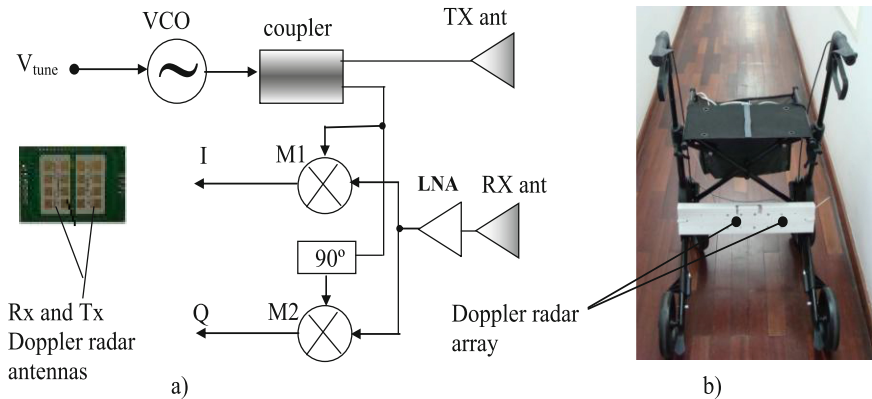 VCO
coupler
TX ant
V_tune
I
M1
LNA
RX ant
90º
Q
M2
Rx and Tx
Doppler radar
antennas
Doppler radar
array
a)
b)